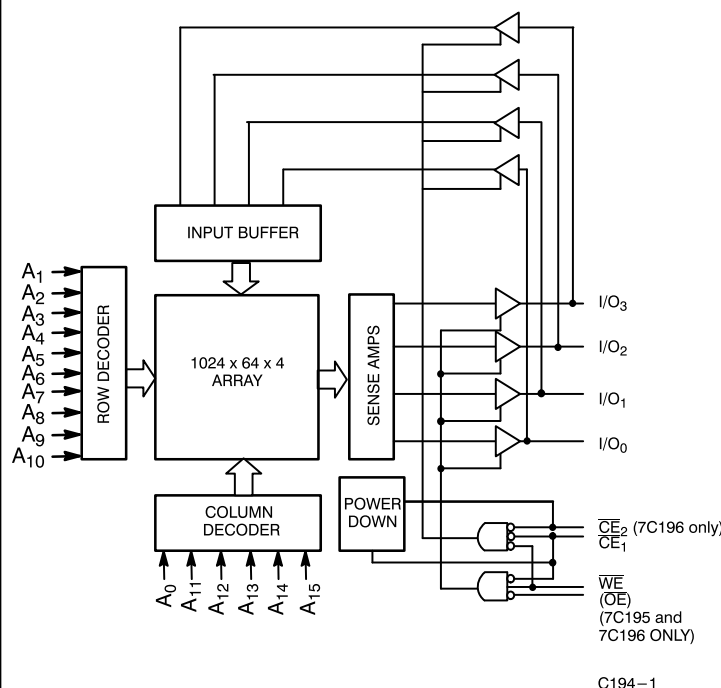 INPUT BUFFER
A1
A2
A3
A4
A5
A6
A7
A8
A9
A10
ROW DECODER
1024 x 64 x 4
ARRAY
SENSE AMPS
I/O3
I/O2
I/O1
I/O0
COLUMN
DECODER
POWER
DOWN
A0
A11
A12
A13
A14
A15
CE2 (7C196 only)
CE1
WE
(OE)
(7C195 and
7C196 ONLY)
C194−1